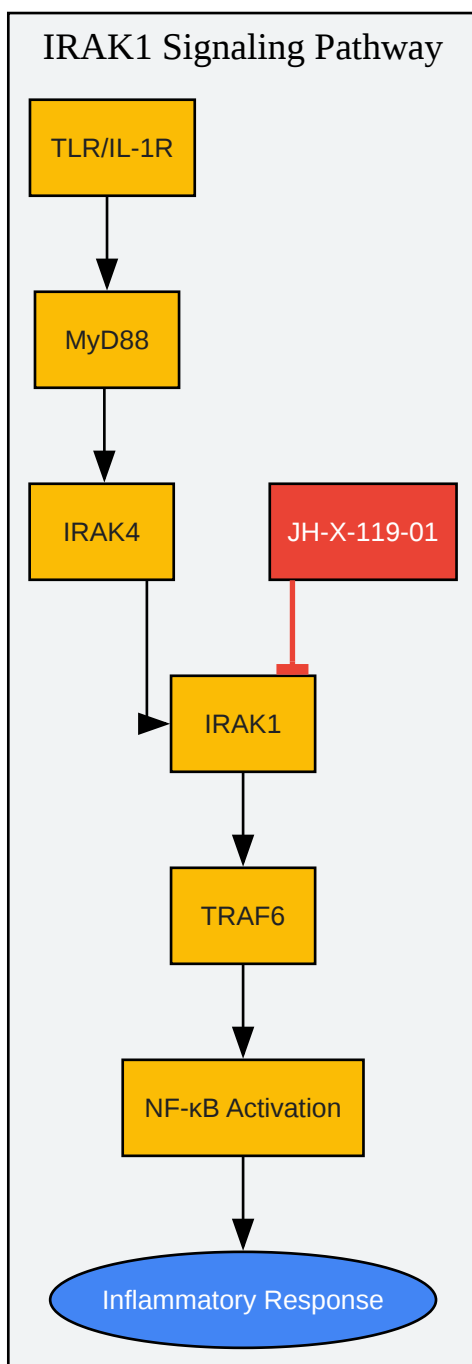 IRAK1 Signaling Pathway
TLR/IL-1R
MyD88
IRAK4
JH-X-119-01
IRAK1
TRAF6
NF-κB Activation
Inflammatory Response